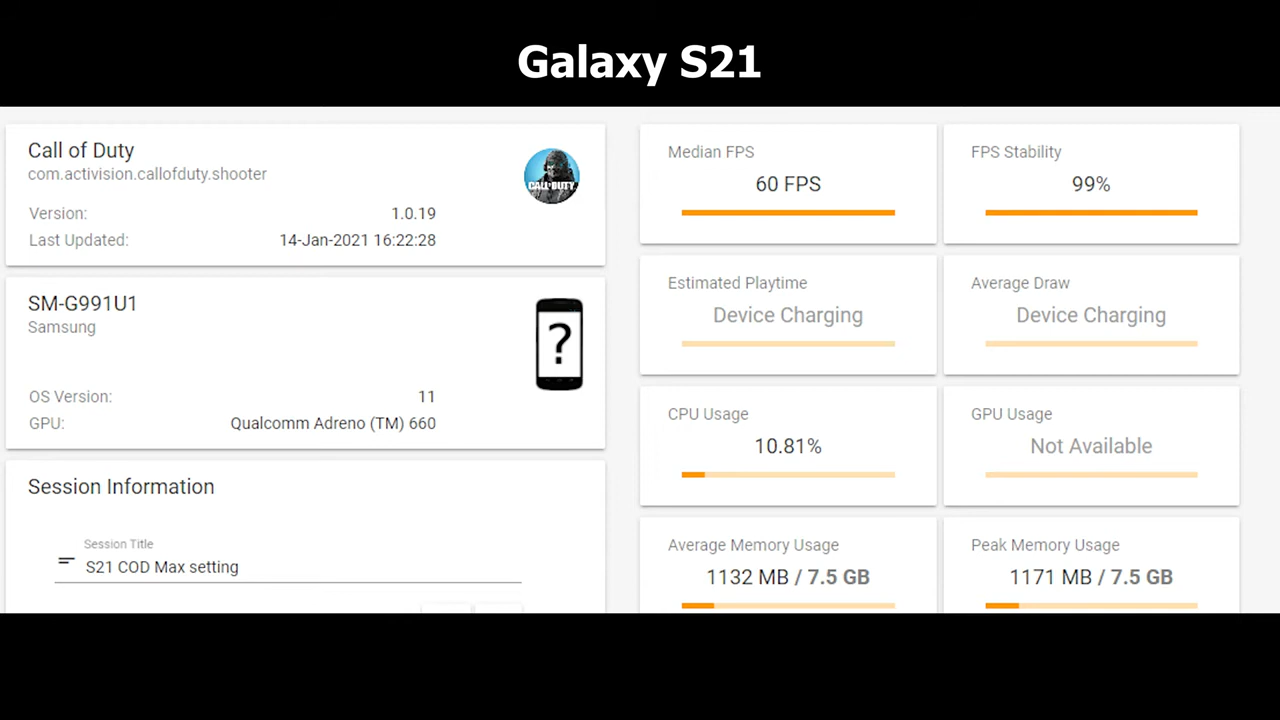 Galaxy S21
Call of Duty
com.activision.callofduty.shooter
CALL OF DUTY
Version: 1.0.19
Last Updated: 14-Jan-2021 16:22:28
SM-G991U1
Samsung
?
OS Version: 11
GPU: Qualcomm Adreno (TM) 660
Session Information
Session Title
S21 COD Max setting
Median FPS
60 FPS
FPS Stability
99%
Estimated Playtime
Device Charging
Average Draw
Device Charging
CPU Usage
10.81%
GPU Usage
Not Available
Average Memory Usage
1132 MB / 7.5 GB
Peak Memory Usage
1171 MB / 7.5 GB